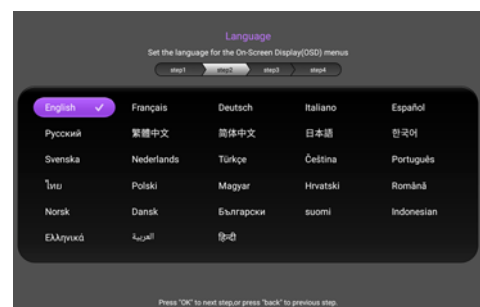 Language
Set the language for the On-Screen Display(OSD) menus
step1 step2 step3 step4
English Français Deutsch Italiano Español
Русский 繁體中文 简体中文 日本語 한국어
Svenska Nederlands Türkçe Čeština Português
ไทย Polski Magyar Hrvatski Română
Norsk Dansk Български suomi Indonesian
Ελληνικά العربية हिन्दी
Press "OK" to next step,or press "back" to previous step.